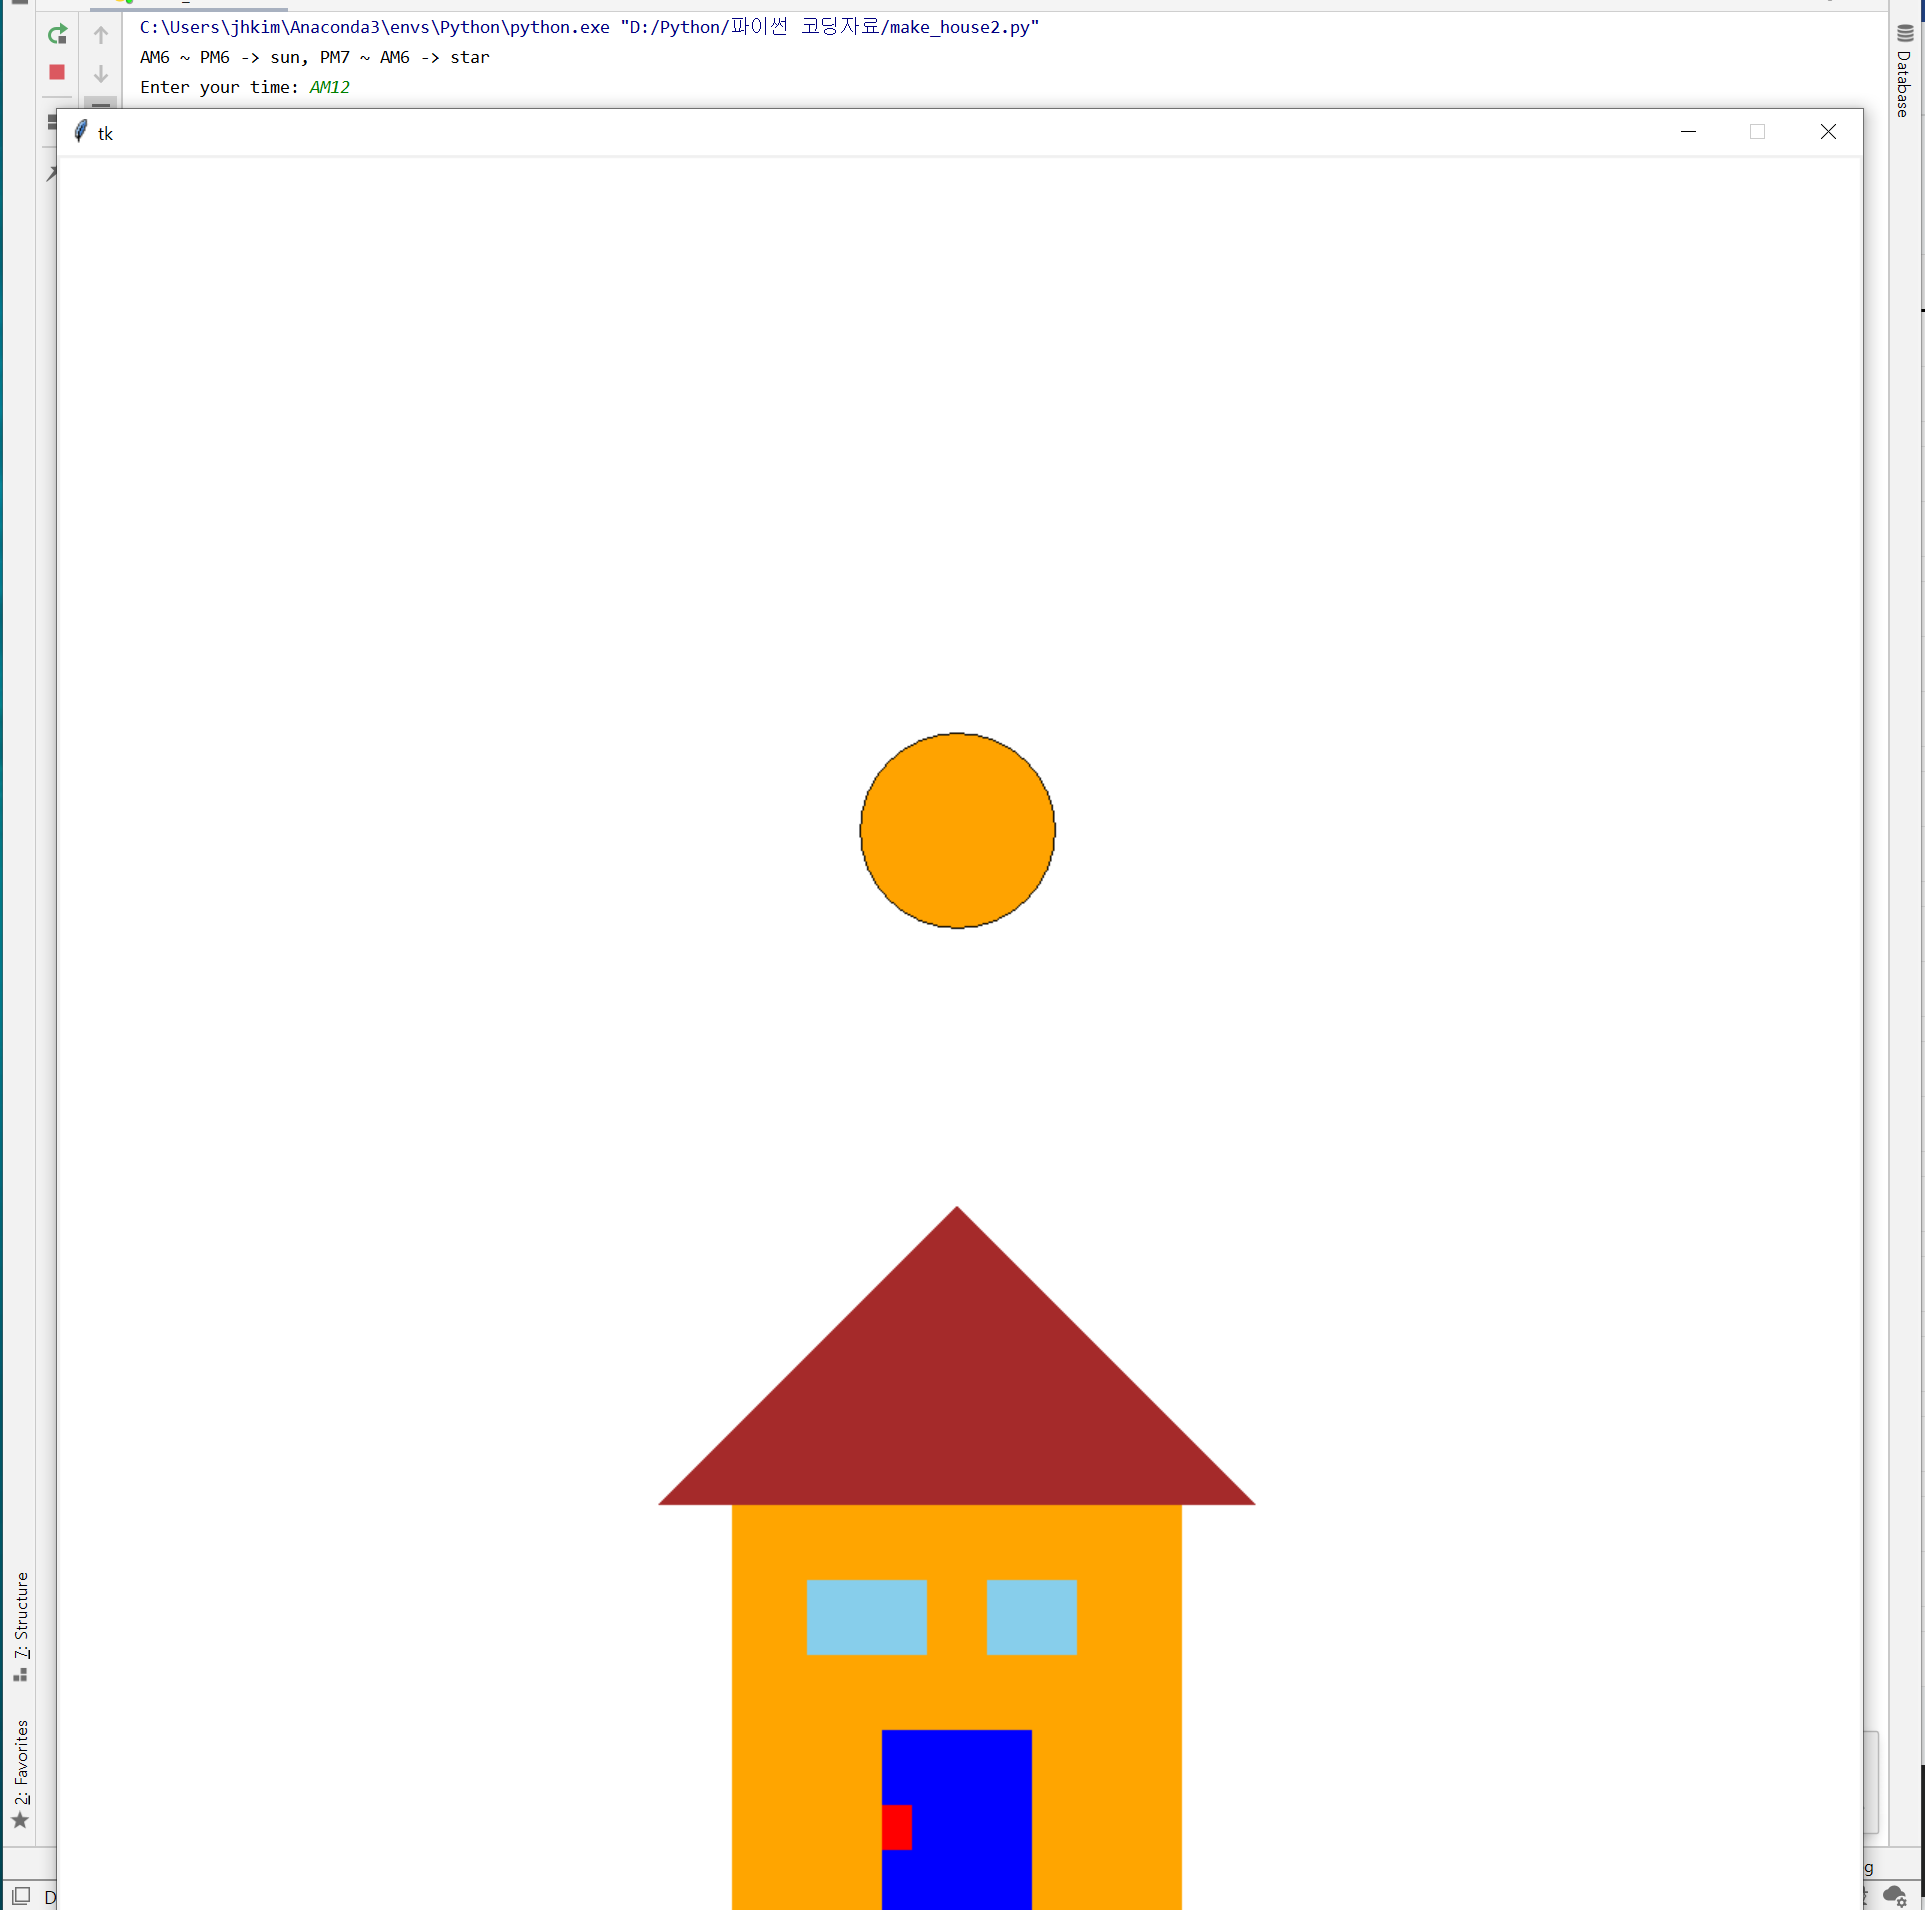 C:\Users\jhkim\Anaconda3\envs\Python\python.exe "D:/Python/파이썬 코딩자료/make_house2.py"
AM6 ~ PM6 -> sun, PM7 ~ AM6 -> star
Enter your time: AM12
tk
Database
7: Structure
2: Favorites